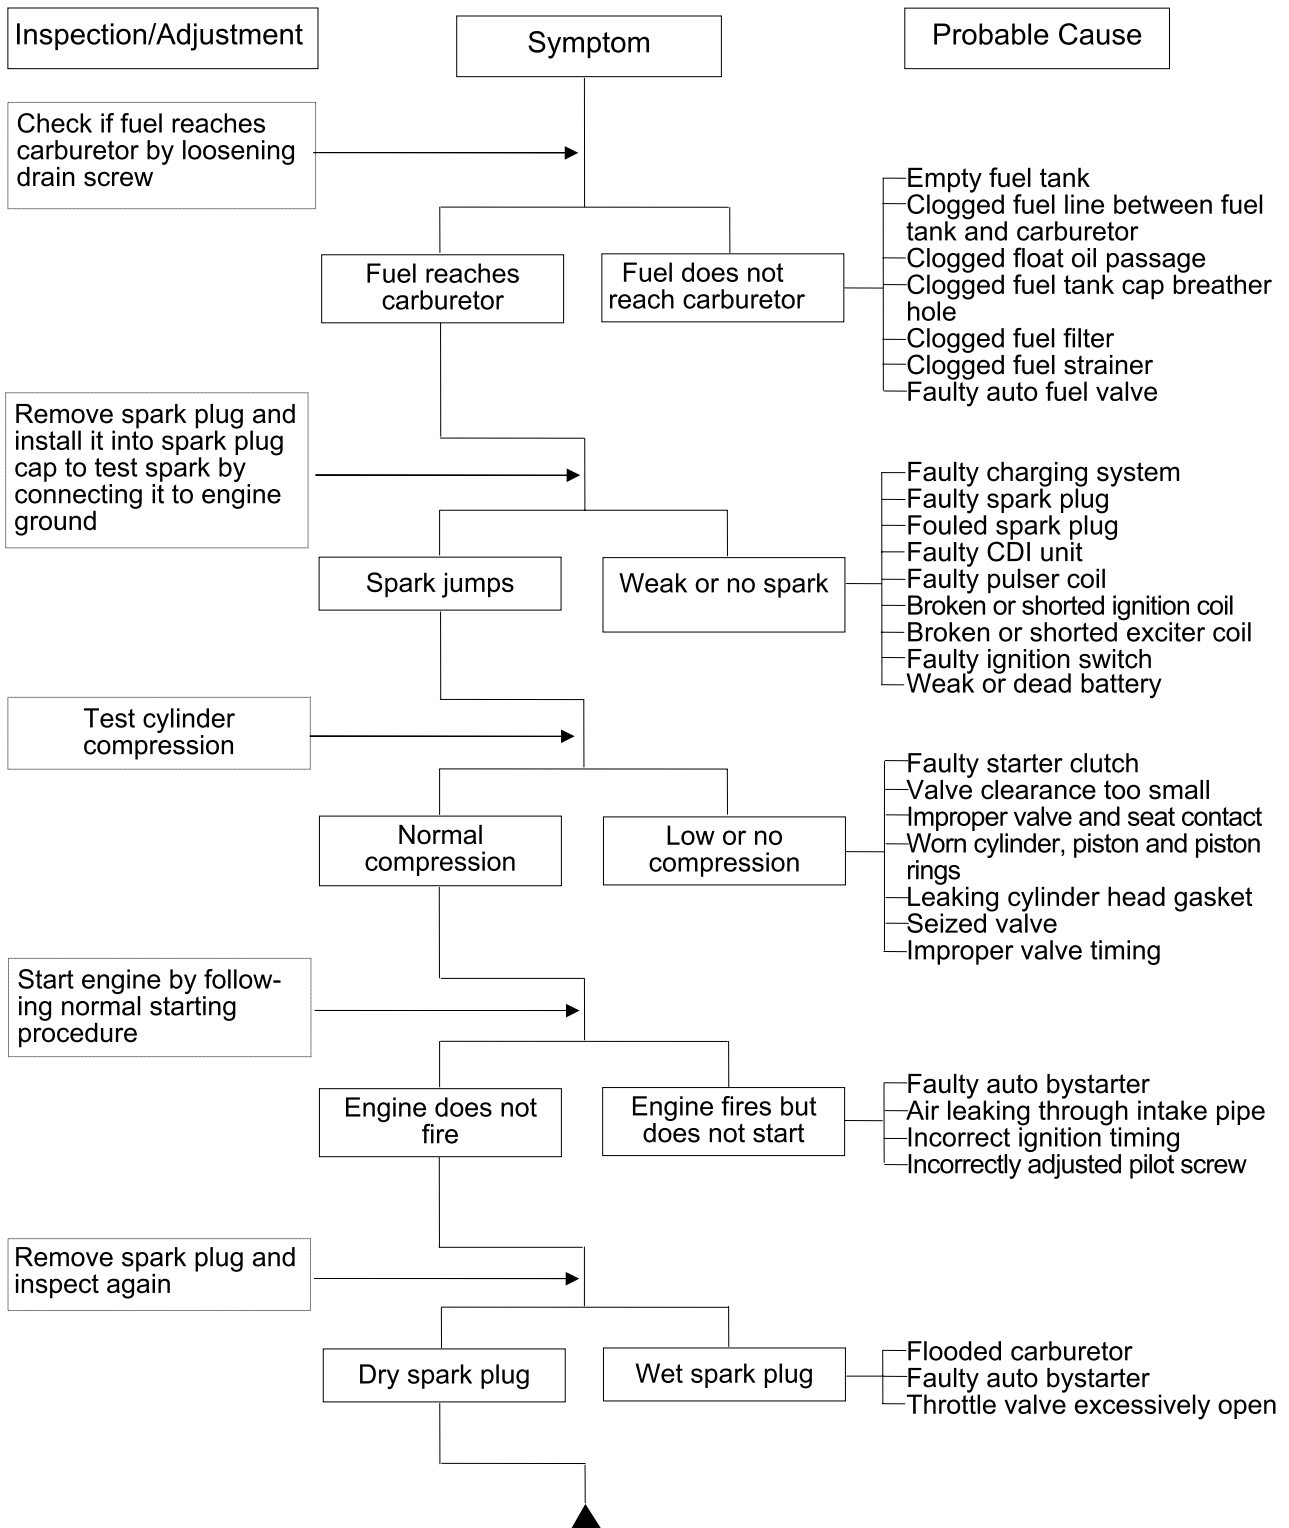 Inspection/Adjustment
Symptom
Probable Cause
Check if fuel reaches
carburetor by loosening
drain screw
Fuel reaches
carburetor
Fuel does not
reach carburetor
Empty fuel tank
Clogged fuel line between fuel
tank and carburetor
Clogged float oil passage
Clogged fuel tank cap breather
hole
Clogged fuel filter
Clogged fuel strainer
Faulty auto fuel valve
Remove spark plug and
install it into spark plug
cap to test spark by
connecting it to engine
ground
Spark jumps
Weak or no spark
Faulty charging system
Faulty spark plug
Fouled spark plug
Faulty CDI unit
Faulty pulser coil
Broken or shorted ignition coil
Broken or shorted exciter coil
Faulty ignition switch
Weak or dead battery
Test cylinder
compression
Normal
compression
Low or no
compression
Faulty starter clutch
Valve clearance too small
Improper valve and seat contact
Worn cylinder, piston and piston
rings
Leaking cylinder head gasket
Seized valve
Improper valve timing
Start engine by follow-
ing normal starting
procedure
Engine does not
fire
Engine fires but
does not start
Faulty auto bystarter
Air leaking through intake pipe
Incorrect ignition timing
Incorrectly adjusted pilot screw
Remove spark plug and
inspect again
Dry spark plug
Wet spark plug
Flooded carburetor
Faulty auto bystarter
Throttle valve excessively open